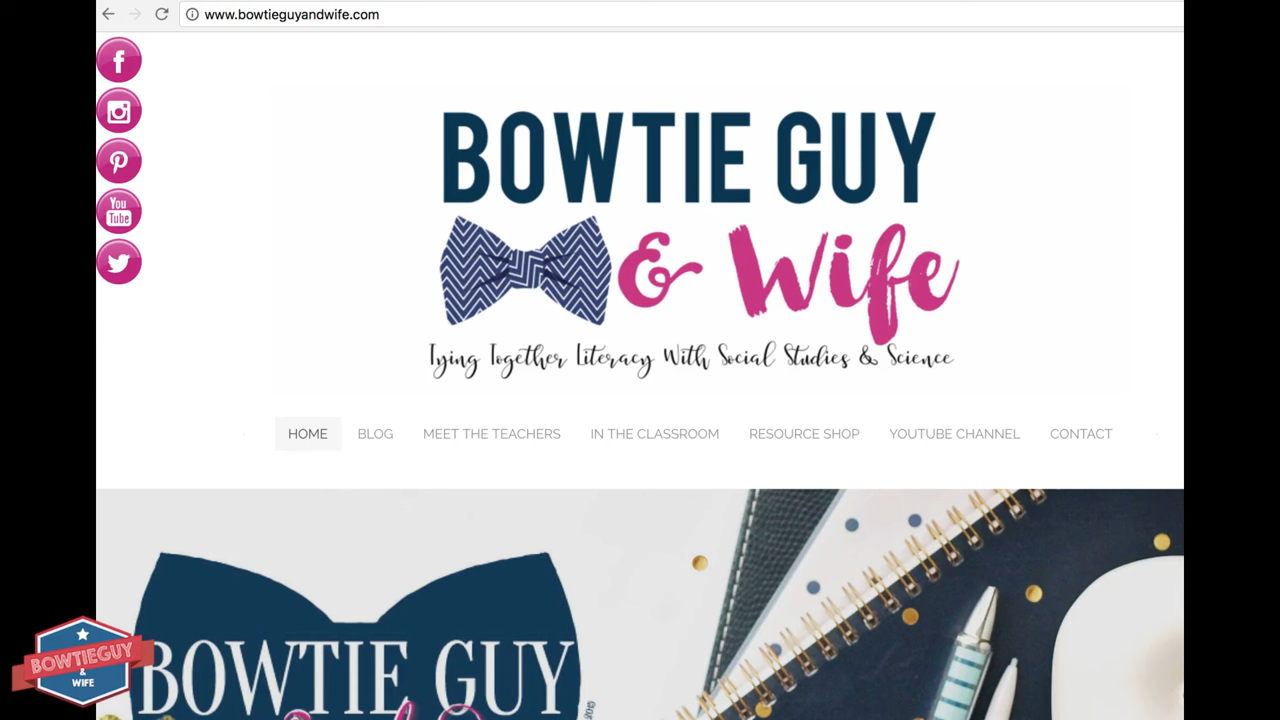 www.bowtieguyandwife.com
f
You
Tube
BOWTIE GUY
& Wife
Tying Together Literacy With Social Studies & Science
HOME BLOG MEET THE TEACHERS IN THE CLASSROOM RESOURCE SHOP YOUTUBE CHANNEL CONTACT
BOWTIE GUY
BOWTIEGUY
&
WIFE